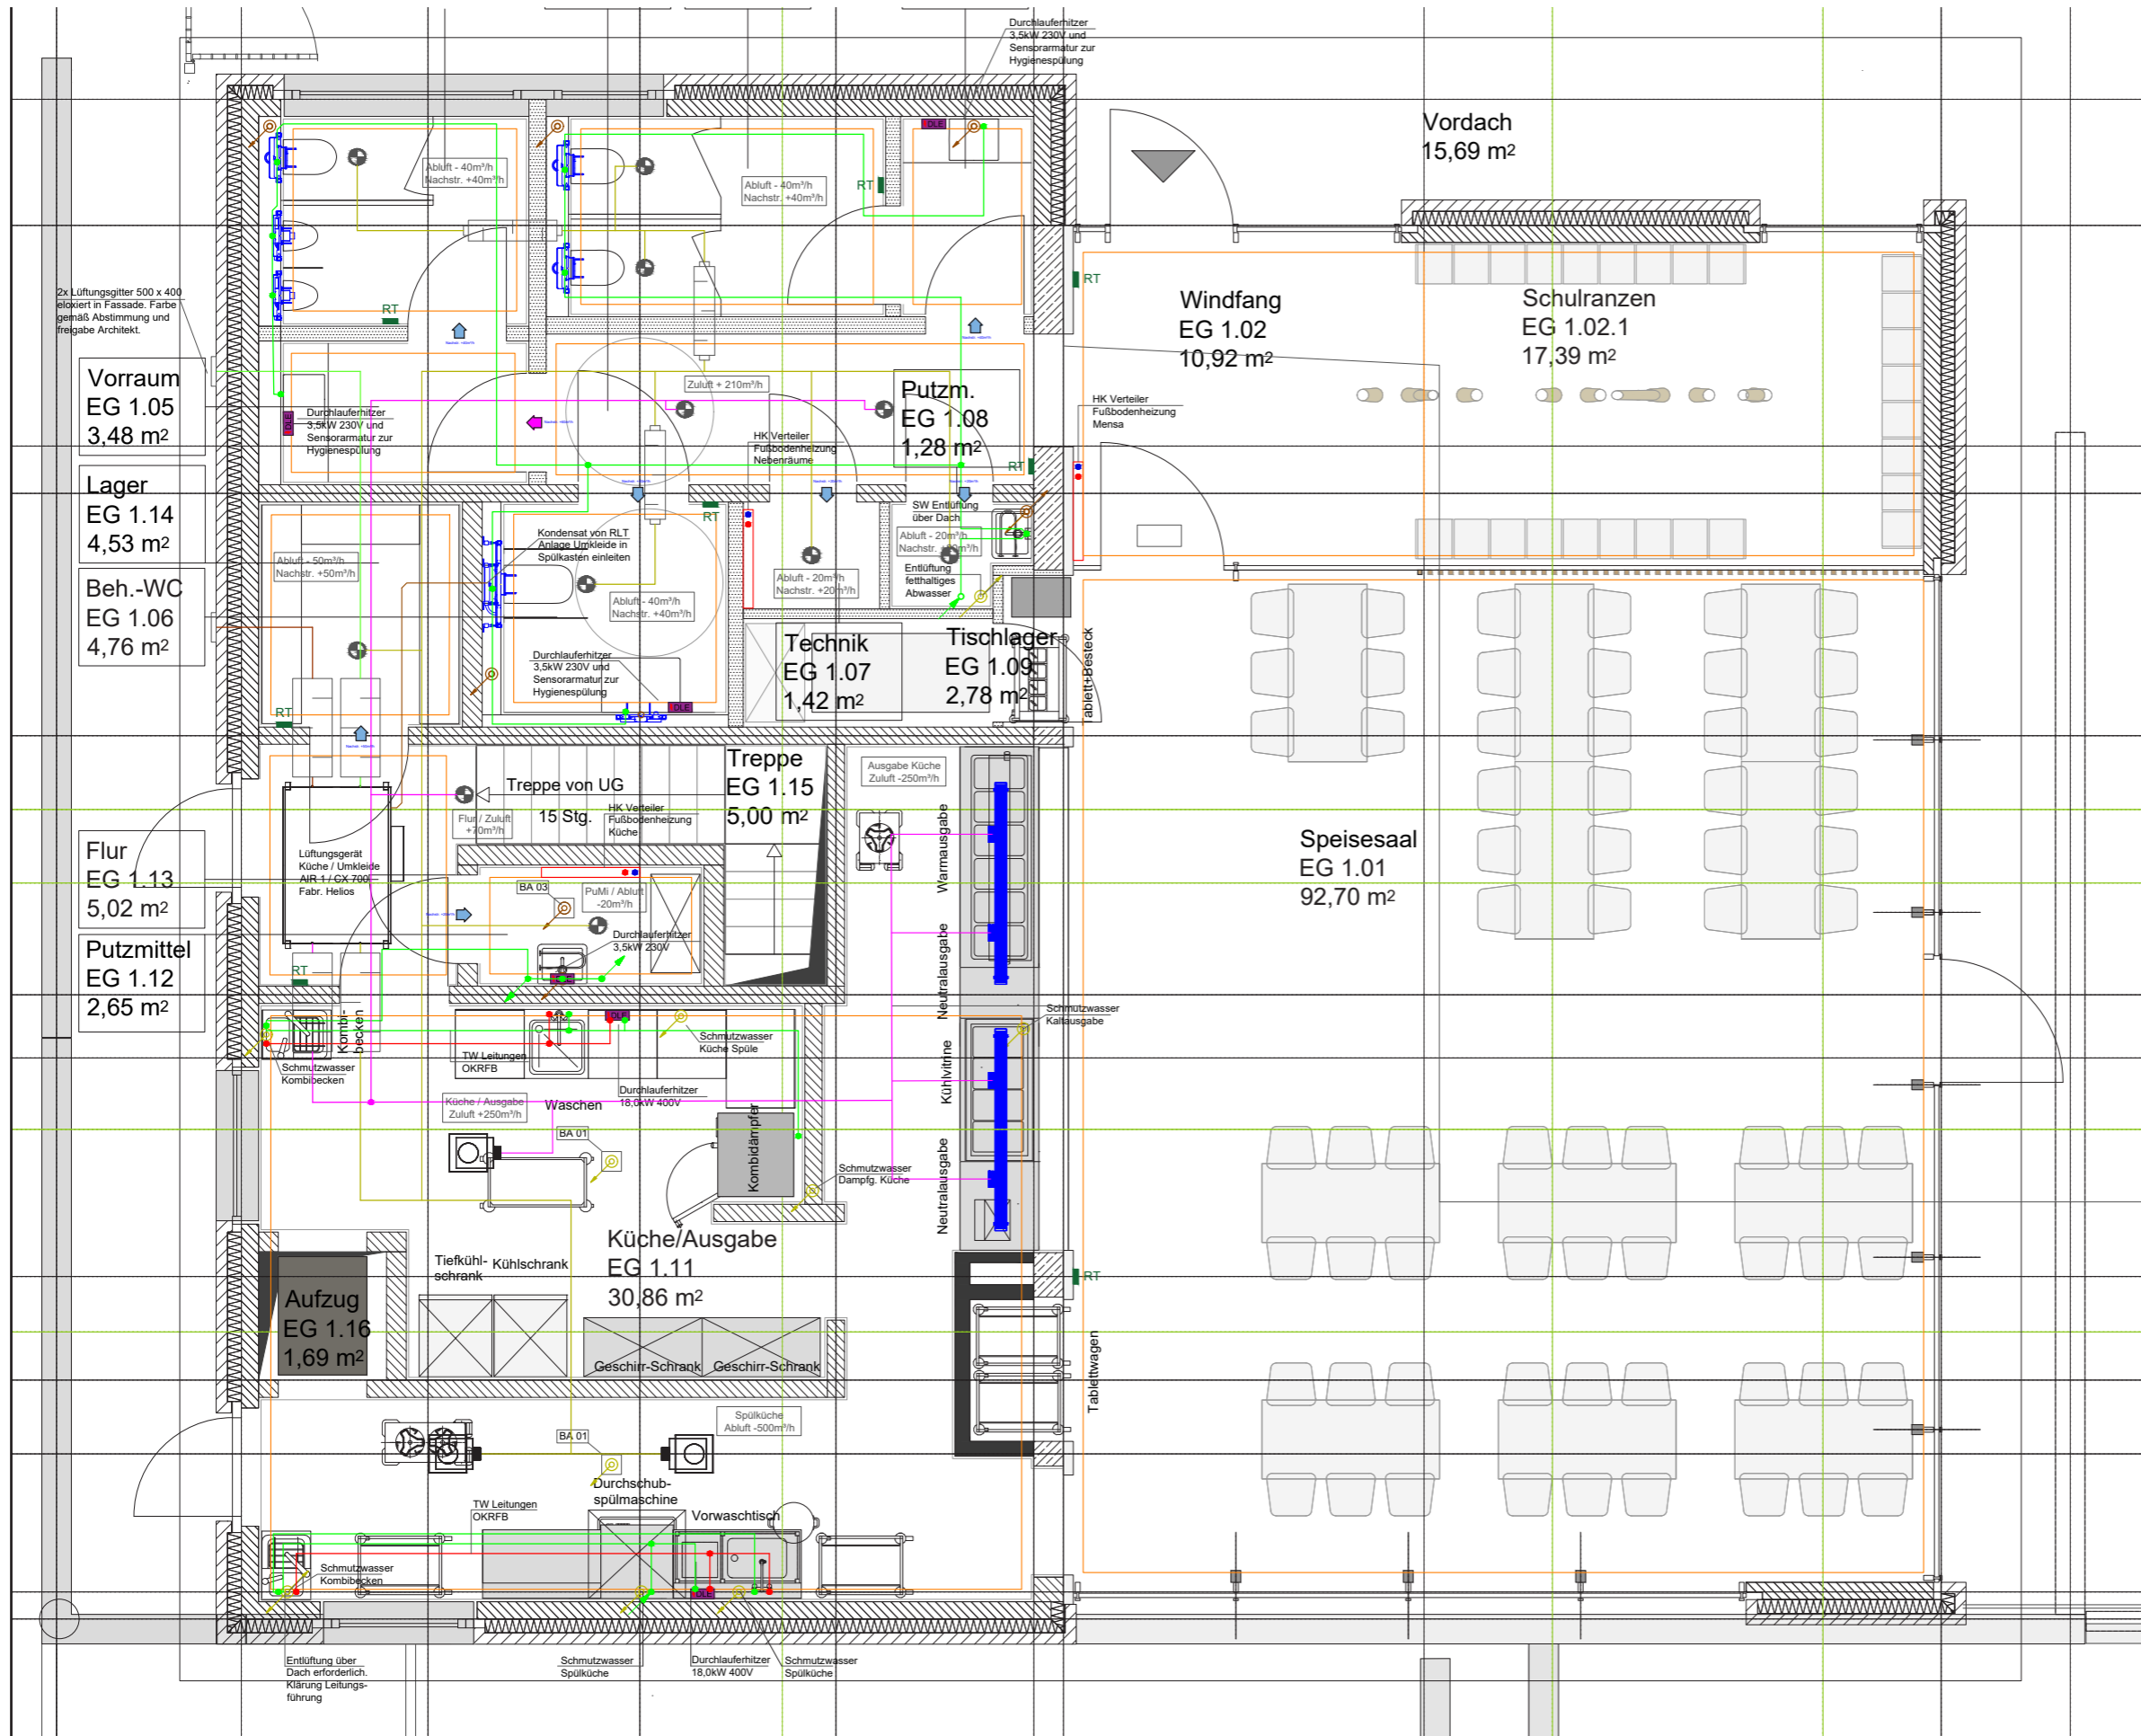 Durchlauferhitzer
3,5kW 230V und
Sensorarmatur zur
Hygienespülung
Vordach
15,69 m²
DLE
Abluft - 40m³/h
Nachstr. +40m³/h
Abluft - 40m³/h
Nachstr. +40m³/h
RT
RT
RT
2x Lüftungsgitter 500 x 400
eloxiert in Fassade. Farbe
gemäß Abstimmung und
freigabe Architekt.
Windfang
EG 1.02
10,92 m²
Schulranzen
EG 1.02.1
17,39 m²
Vorraum
EG 1.05
3,48 m²
Zuluft + 210m³/h
Putzm.
EG 1.08
1,28 m²
DLE
Durchlauferhitzer
3,5kW 230V und
Sensorarmatur zur
Hygienespülung
HK Verteiler
Fußbodenheizung
Mensa
HK Verteiler
Fußbodenheizung
Nebenräume
RT
Lager
EG 1.14
4,53 m²
RT
SW Entlüftung
über Dach
Kondensat von RLT
Anlage Umkleide in
Spülkasten einleiten
Abluft - 20m³/h
Nachstr. +20m³/h
Abluft - 50m³/h
Nachstr. +50m³/h
Entlüftung
fetthaltiges
Abwasser
Beh.-WC
EG 1.06
4,76 m²
Abluft - 20m³/h
Nachstr. +20m³/h
Abluft - 40m³/h
Nachstr. +40m³/h
Technik
EG 1.07
1,42 m²
Tischlager
EG 1.09
2,78 m²
Tablett+Besteck
Durchlauferhitzer
3,5kW 230V und
Sensorarmatur zur
Hygienespülung
DLE
RT
Treppe
EG 1.15
5,00 m²
Treppe von UG
15 Stg.
Ausgabe Küche
Zuluft -250m³/h
HK Verteiler
Fußbodenheizung
Küche
Flur / Zuluft
+70m³/h
Warmausgabe
Speisesaal
EG 1.01
92,70 m²
Flur
EG 1.13
5,02 m²
Lüftungsgerät
Küche / Umkleide
AIR 1 / CX 700
Fabr. Helios
BA 03
PuMi / Abluft
-20m³/h
Putzmittel
EG 1.12
2,65 m²
Durchlauferhitzer
3,5kW 230V
Neutralausgabe
RT
Kombi-
becken
DLE
Schmutzwasser
Kaltausgabe
Schmutzwasser
Küche Spüle
TW Leitungen
OKRFB
Schmutzwasser
Kombibecken
Kühlvitrine
Durchlauferhitzer
18,0kW 400V
Küche / Ausgabe
Zuluft +250m³/h
Waschen
BA 01
Kombidämpfer
Schmutzwasser
Dampfg. Küche
Neutralausgabe
Küche/Ausgabe
EG 1.11
30,86 m²
Tiefkühl-
schrank
Kühlschrank
RT
Aufzug
EG 1.16
1,69 m²
Geschirr-Schrank
Geschirr-Schrank
Tablettwagen
Spülküche
Abluft -500m³/h
BA 01
Durchschub-
spülmaschine
TW Leitungen
OKRFB
Vorwaschtisch
Schmutzwasser
Kombibecken
DLE
Entlüftung über
Dach erforderlich.
Klärung Leitungs-
führung
Schmutzwasser
Spülküche
Durchlauferhitzer
18,0kW 400V
Schmutzwasser
Spülküche